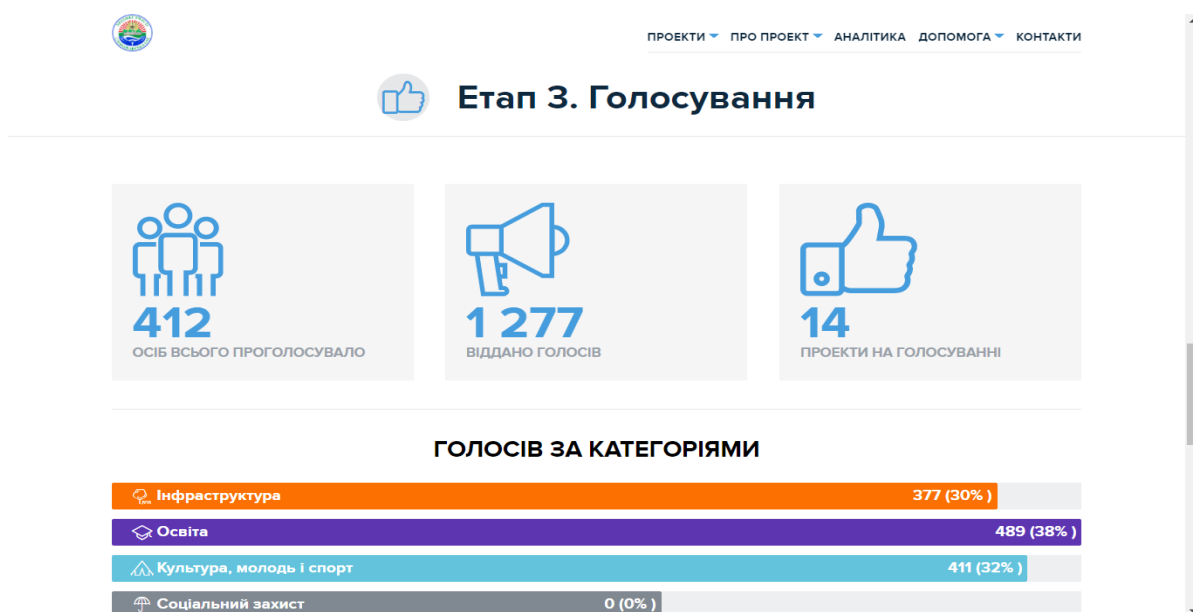 ПРОЕКТИ ПРО ПРОЕКТ АНАЛІТИКА ДОПОМОГА КОНТАКТИ
Етап 3. Голосування
412
ОСІБ ВСЬОГО ПРОГОЛОСУВАЛО
1 277
ВІДДАНО ГОЛОСІВ
14
ПРОЕКТИ НА ГОЛОСУВАННІ
ГОЛОСІВ ЗА КАТЕГОРІЯМИ
Інфраструктура 377 (30% )
Освіта 489 (38% )
Культура, молодь і спорт 411 (32% )
Соціальний захист 0 (0% )